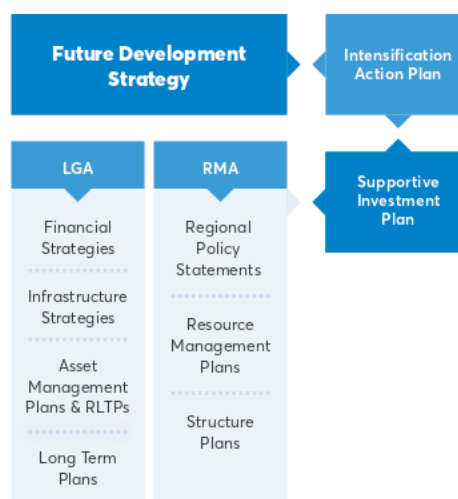 Future Development
Strategy
Intensification
Action Plan
LGA
RMA
Supportive
Investment
Plan
Financial
Strategies
Infrastructure
Strategies
Asset
Management
Plans & RLTPs
Long Term
Plans
Regional
Policy
Statements
Resource
Management
Plans
Structure
Plans